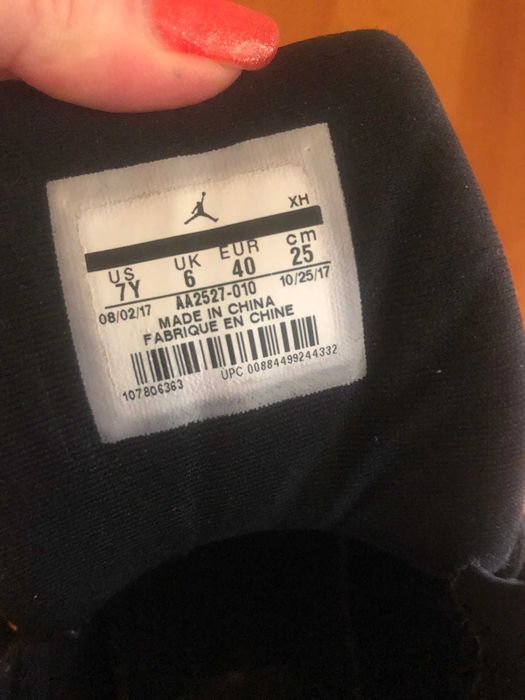 XH
US UK EUR cm
7Y 6 40 25
08/02/17 AA2527-010 10/25/17
MADE IN CHINA
FABRIQUE EN CHINE
107806363 UPC 00884499244332